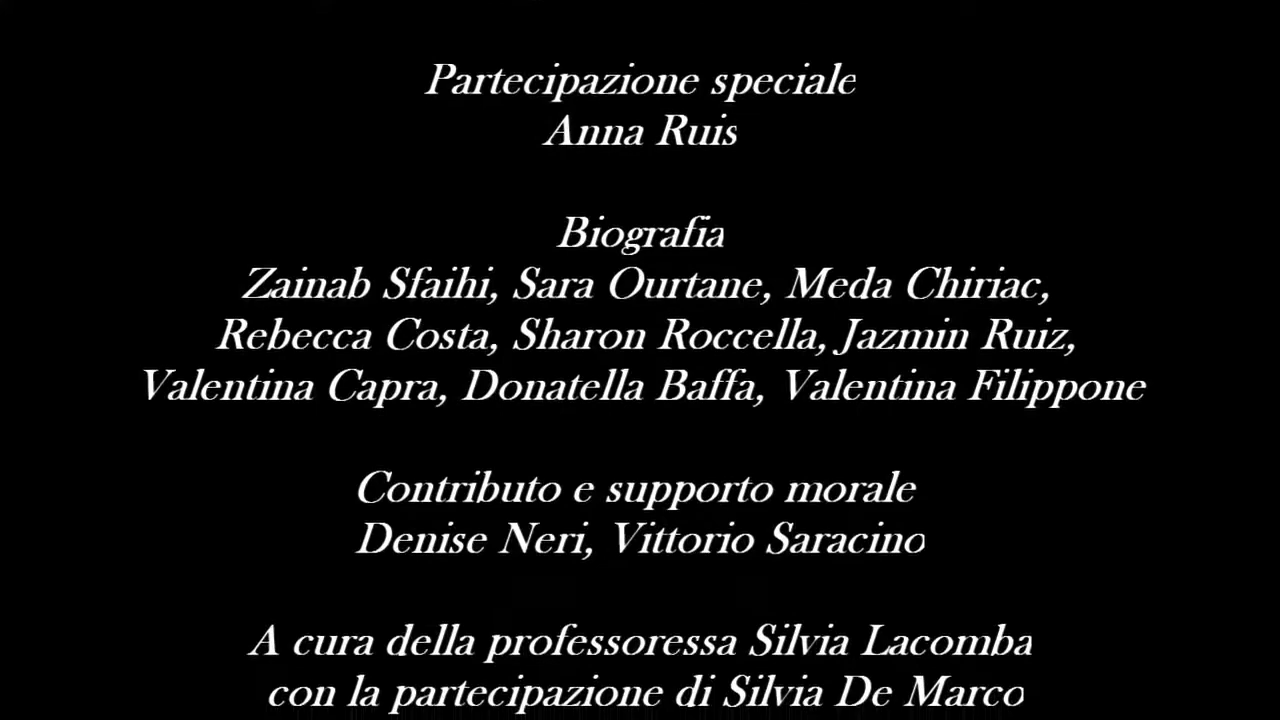 Partecipazione speciale
Anna Ruis
Biografia
Zainab Sfaihi, Sara Ourtane, Meda Chiriac,
Rebecca Costa, Sharon Roccella, Jazmin Ruiz,
Valentina Capra, Donatella Baffa, Valentina Filippone
Contributo e supporto morale
Denise Neri, Vittorio Saracino
A cura della professoressa Silvia Lacomba
con la partecipazione di Silvia De Marco